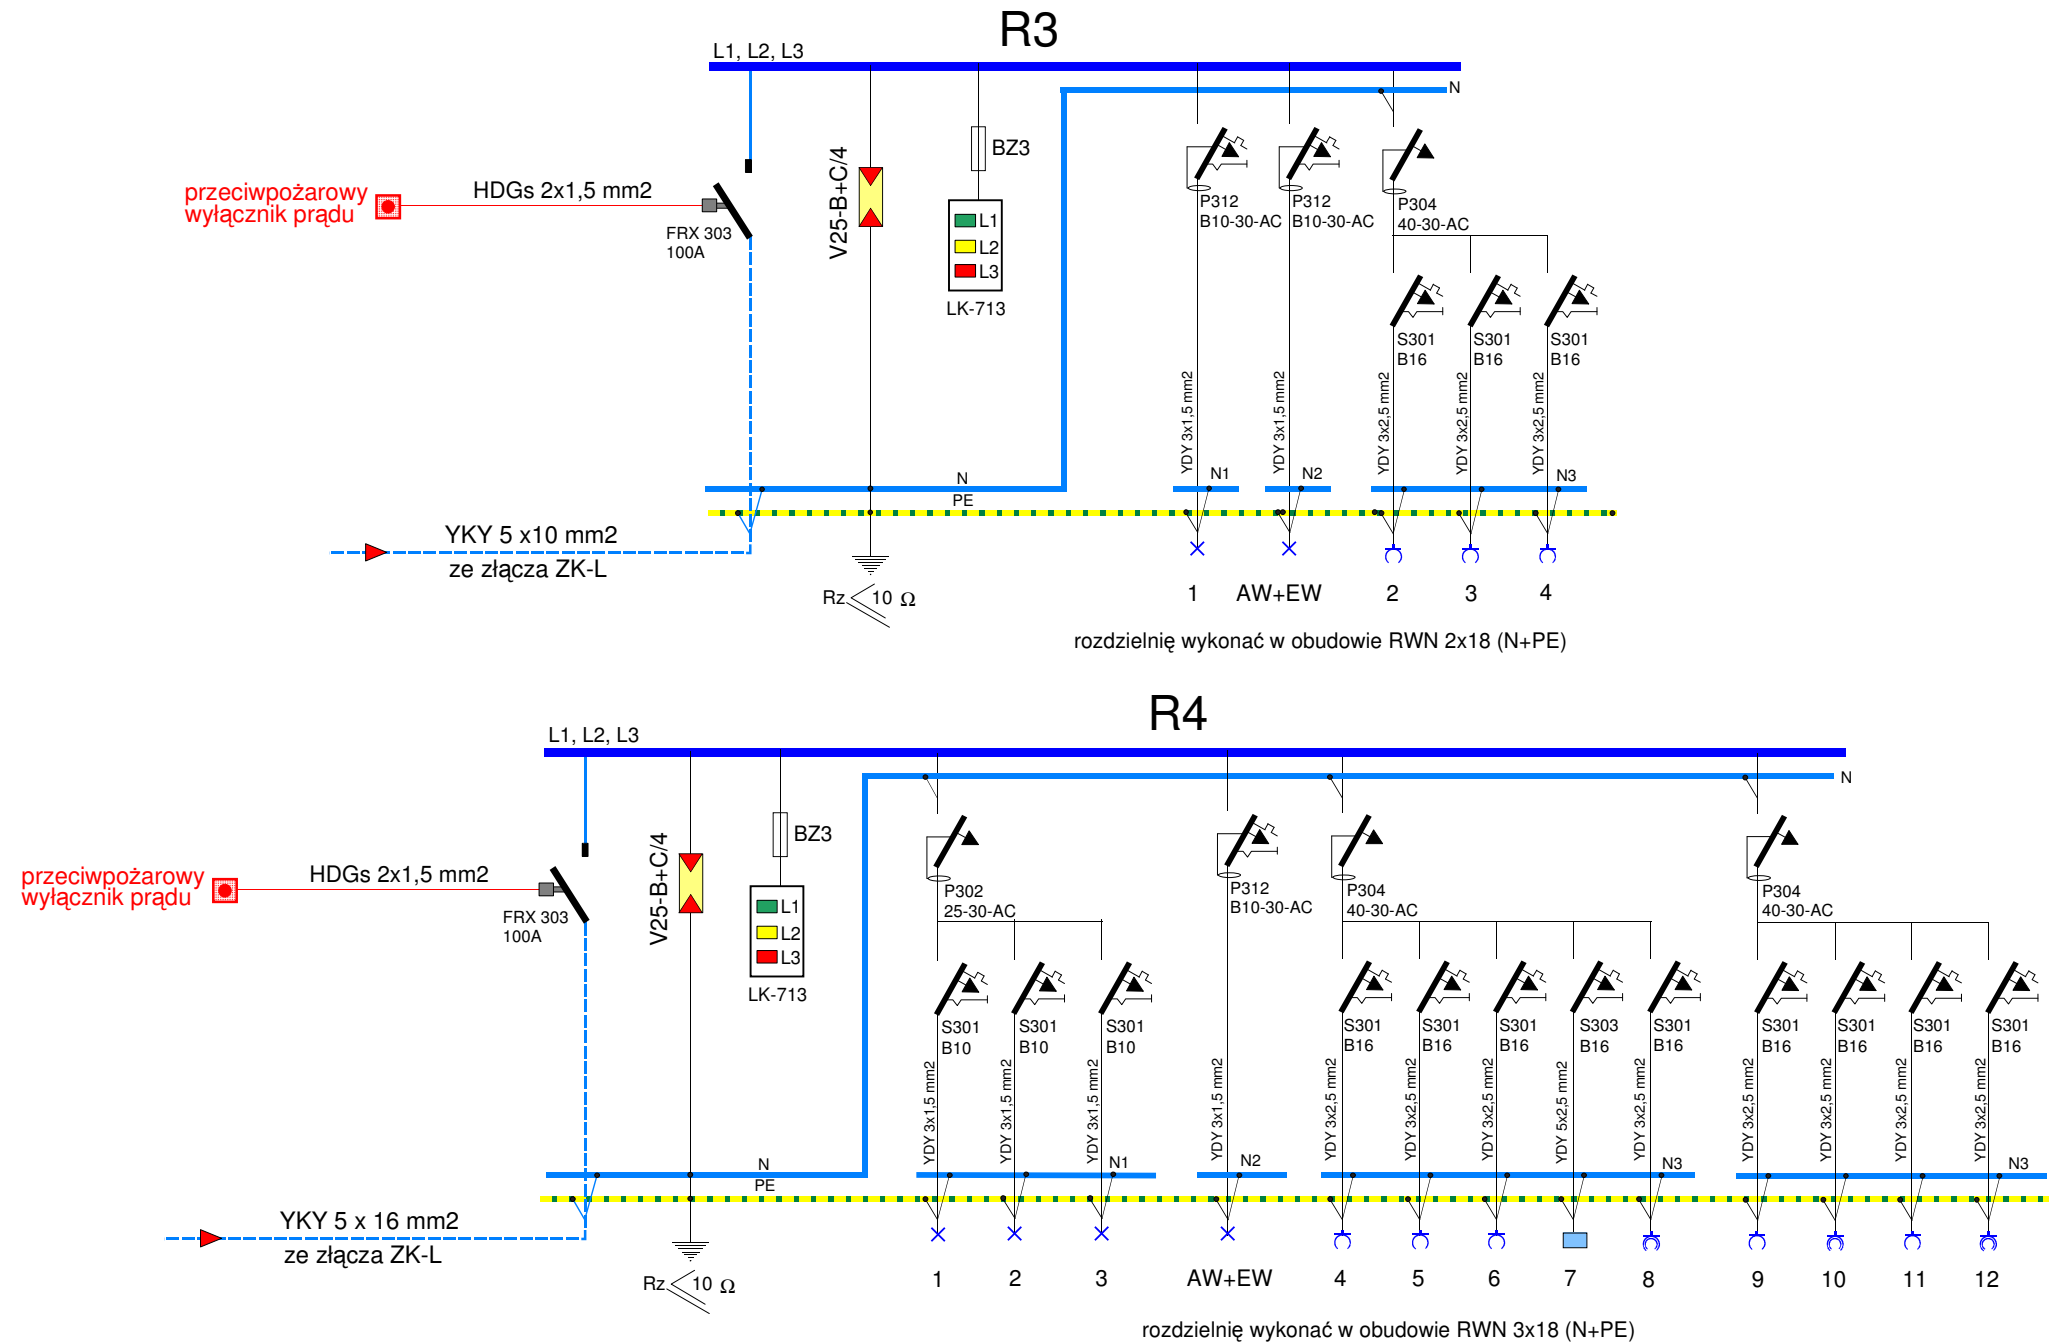 R3
L1, L2, L3
N
przeciwpożarowy
wyłącznik prądu
HDGs 2x1,5 mm2
FRX 303
100A
V25-B+C/4
BZ3
L1
L2
L3
LK-713
P312
B10-30-AC
P312
B10-30-AC
P304
40-30-AC
S301
B16
S301
B16
S301
B16
YDY 3x1,5 mm2
YDY 3x1,5 mm2
YDY 3x2,5 mm2
YDY 3x2,5 mm2
YDY 3x2,5 mm2
N
PE
N1
N2
N3
YKY 5 x10 mm2
ze złącza ZK-L
Rz < 10 Ω
1
AW+EW
2
3
4
rozdzielnię wykonać w obudowie RWN 2x18 (N+PE)
R4
L1, L2, L3
N
przeciwpożarowy
wyłącznik prądu
HDGs 2x1,5 mm2
FRX 303
100A
V25-B+C/4
BZ3
L1
L2
L3
LK-713
P302
25-30-AC
P312
B10-30-AC
P304
40-30-AC
P304
40-30-AC
S301
B10
S301
B10
S301
B10
S301
B16
S301
B16
S301
B16
S303
B16
S301
B16
S301
B16
S301
B16
S301
B16
S301
B16
YDY 3x1,5 mm2
YDY 3x1,5 mm2
YDY 3x1,5 mm2
YDY 3x1,5 mm2
YDY 3x2,5 mm2
YDY 3x2,5 mm2
YDY 3x2,5 mm2
YDY 5x2,5 mm2
YDY 3x2,5 mm2
YDY 3x2,5 mm2
YDY 3x2,5 mm2
YDY 3x2,5 mm2
YDY 3x2,5 mm2
N
PE
N1
N2
N3
N3
YKY 5 x 16 mm2
ze złącza ZK-L
Rz < 10 Ω
1
2
3
AW+EW
4
5
6
7
8
9
10
11
12
rozdzielnię wykonać w obudowie RWN 3x18 (N+PE)